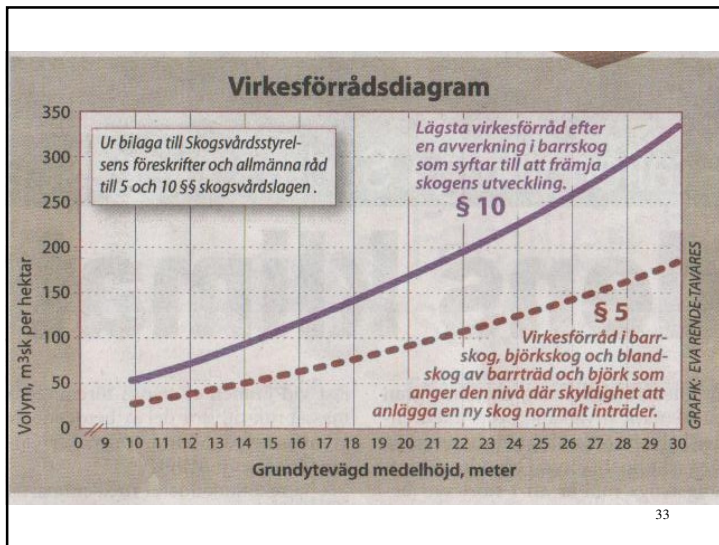 Virkesförrådsdiagram
Volym, m3sk per hektar
350
300
250
200
150
100
50
0
Ur bilaga till Skogsvårdsstyrel-
sens föreskrifter och allmänna råd
till 5 och 10 §§ skogsvårdslagen .
Lägsta virkesförråd efter
en avverkning i barrskog
som syftar till att främja
skogens utveckling.
§ 10
§ 5
Virkesförråd i barr-
skog, björkskog och bland-
skog av barrträd och björk som
anger den nivå där skyldighet att
anlägga en ny skog normalt inträder.
GRAFIK: EVA RENDE-TAVARES
0 9 10 11 12 13 14 15 16 17 18 19 20 21 22 23 24 25 26 27 28 29 30
Grundytevägd medelhöjd, meter
33